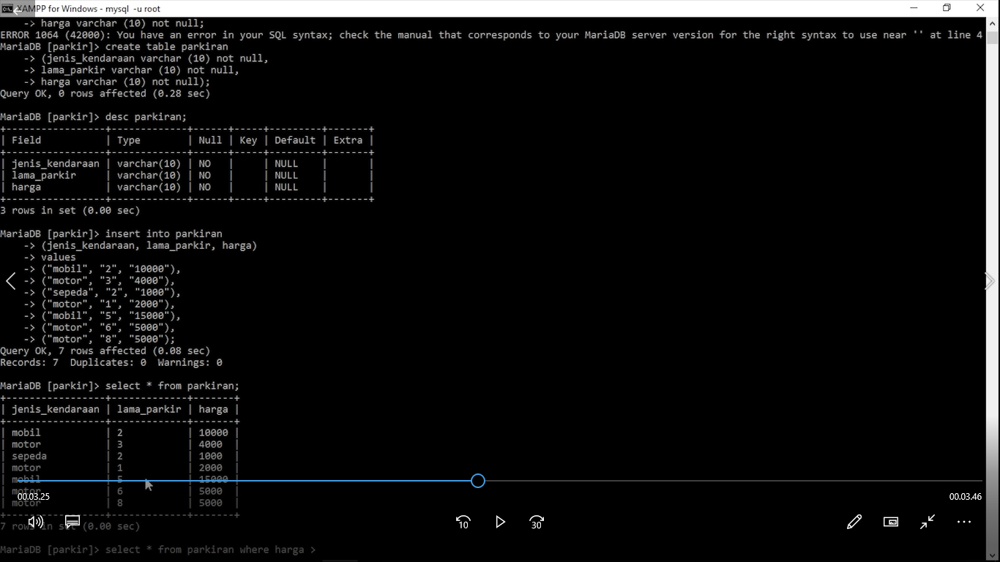 XAMPP for Windows - mysql  -u root
    -> harga varchar (10) not null;
ERROR 1064 (42000): You have an error in your SQL syntax; check the manual that corresponds to your MariaDB server version for the right syntax to use near '' at line 4
MariaDB [parkir]> create table parkiran
    -> (jenis_kendaraan varchar (10) not null,
    -> lama_parkir varchar (10) not null,
    -> harga varchar (10) not null);
Query OK, 0 rows affected (0.28 sec)
MariaDB [parkir]> desc parkiran;
+-----------------+-------------+------+-----+---------+-------+
| Field           | Type        | Null | Key | Default | Extra |
+-----------------+-------------+------+-----+---------+-------+
| jenis_kendaraan | varchar(10) | NO   |     | NULL    |       |
| lama_parkir     | varchar(10) | NO   |     | NULL    |       |
| harga           | varchar(10) | NO   |     | NULL    |       |
+-----------------+-------------+------+-----+---------+-------+
3 rows in set (0.00 sec)
MariaDB [parkir]> insert into parkiran
    -> (jenis_kendaraan, lama_parkir, harga)
    -> values
    -> ("mobil", "2", "10000"),
    -> ("motor", "3", "4000"),
    -> ("sepeda", "2", "1000"),
    -> ("motor", "1", "2000"),
    -> ("mobil", "5", "15000"),
    -> ("motor", "6", "5000"),
    -> ("motor", "8", "5000");
Query OK, 7 rows affected (0.08 sec)
Records: 7  Duplicates: 0  Warnings: 0
MariaDB [parkir]> select * from parkiran;
+-----------------+-------------+-------+
| jenis_kendaraan | lama_parkir | harga |
+-----------------+-------------+-------+
| mobil           | 2           | 10000 |
| motor           | 3           | 4000  |
| sepeda          | 2           | 1000  |
| motor           | 1           | 2000  |
| mobil           | 5           | 15000 |
| motor           | 6           | 5000  |
| motor           | 8           | 5000  |
+-----------------+-------------+-------+
00.03.25
00.03.46
7 rows in set (0.00 sec)
10
30
MariaDB [parkir]> select * from parkiran where harga >